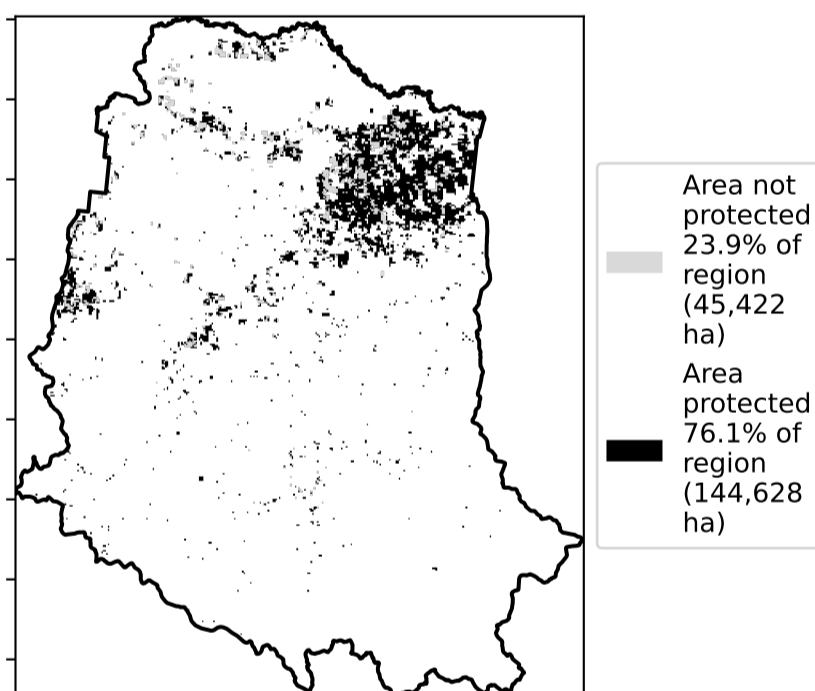 Area not
protected
23.9% of
region
(45,422
ha)
Area
protected
76.1% of
region
(144,628
ha)